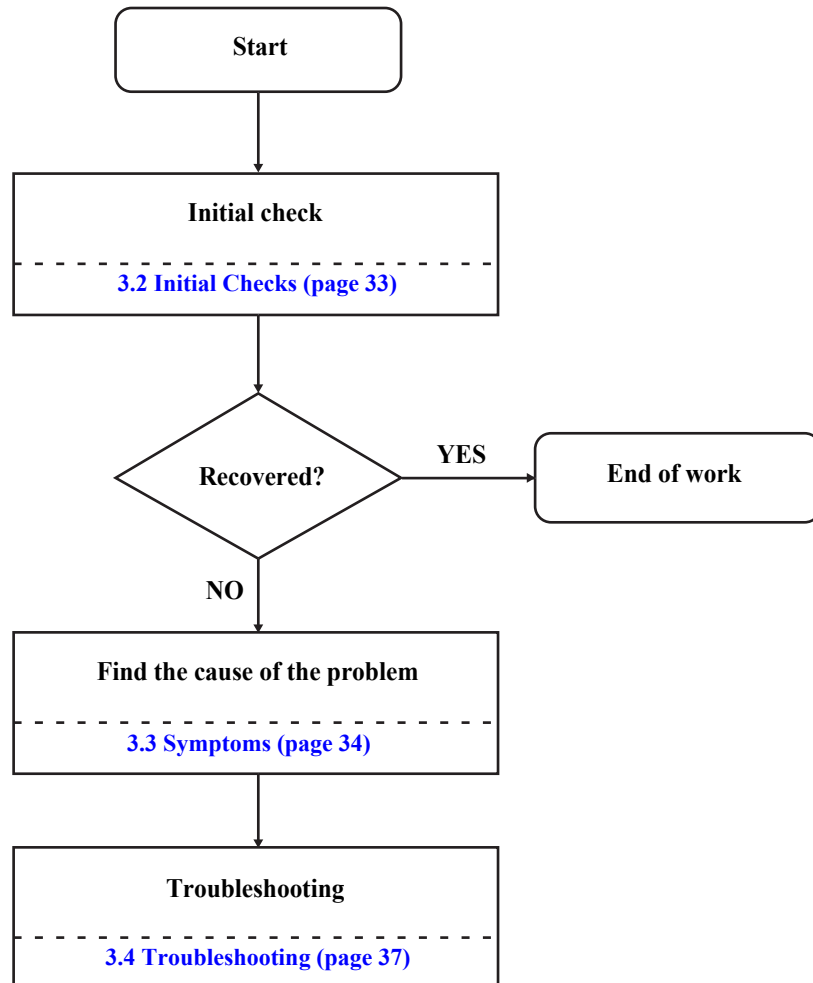 Start
Initial check
3.2 Initial Checks (page 33)
Recovered?
YES
End of work
NO
Find the cause of the problem
3.3 Symptoms (page 34)
Troubleshooting
3.4 Troubleshooting (page 37)